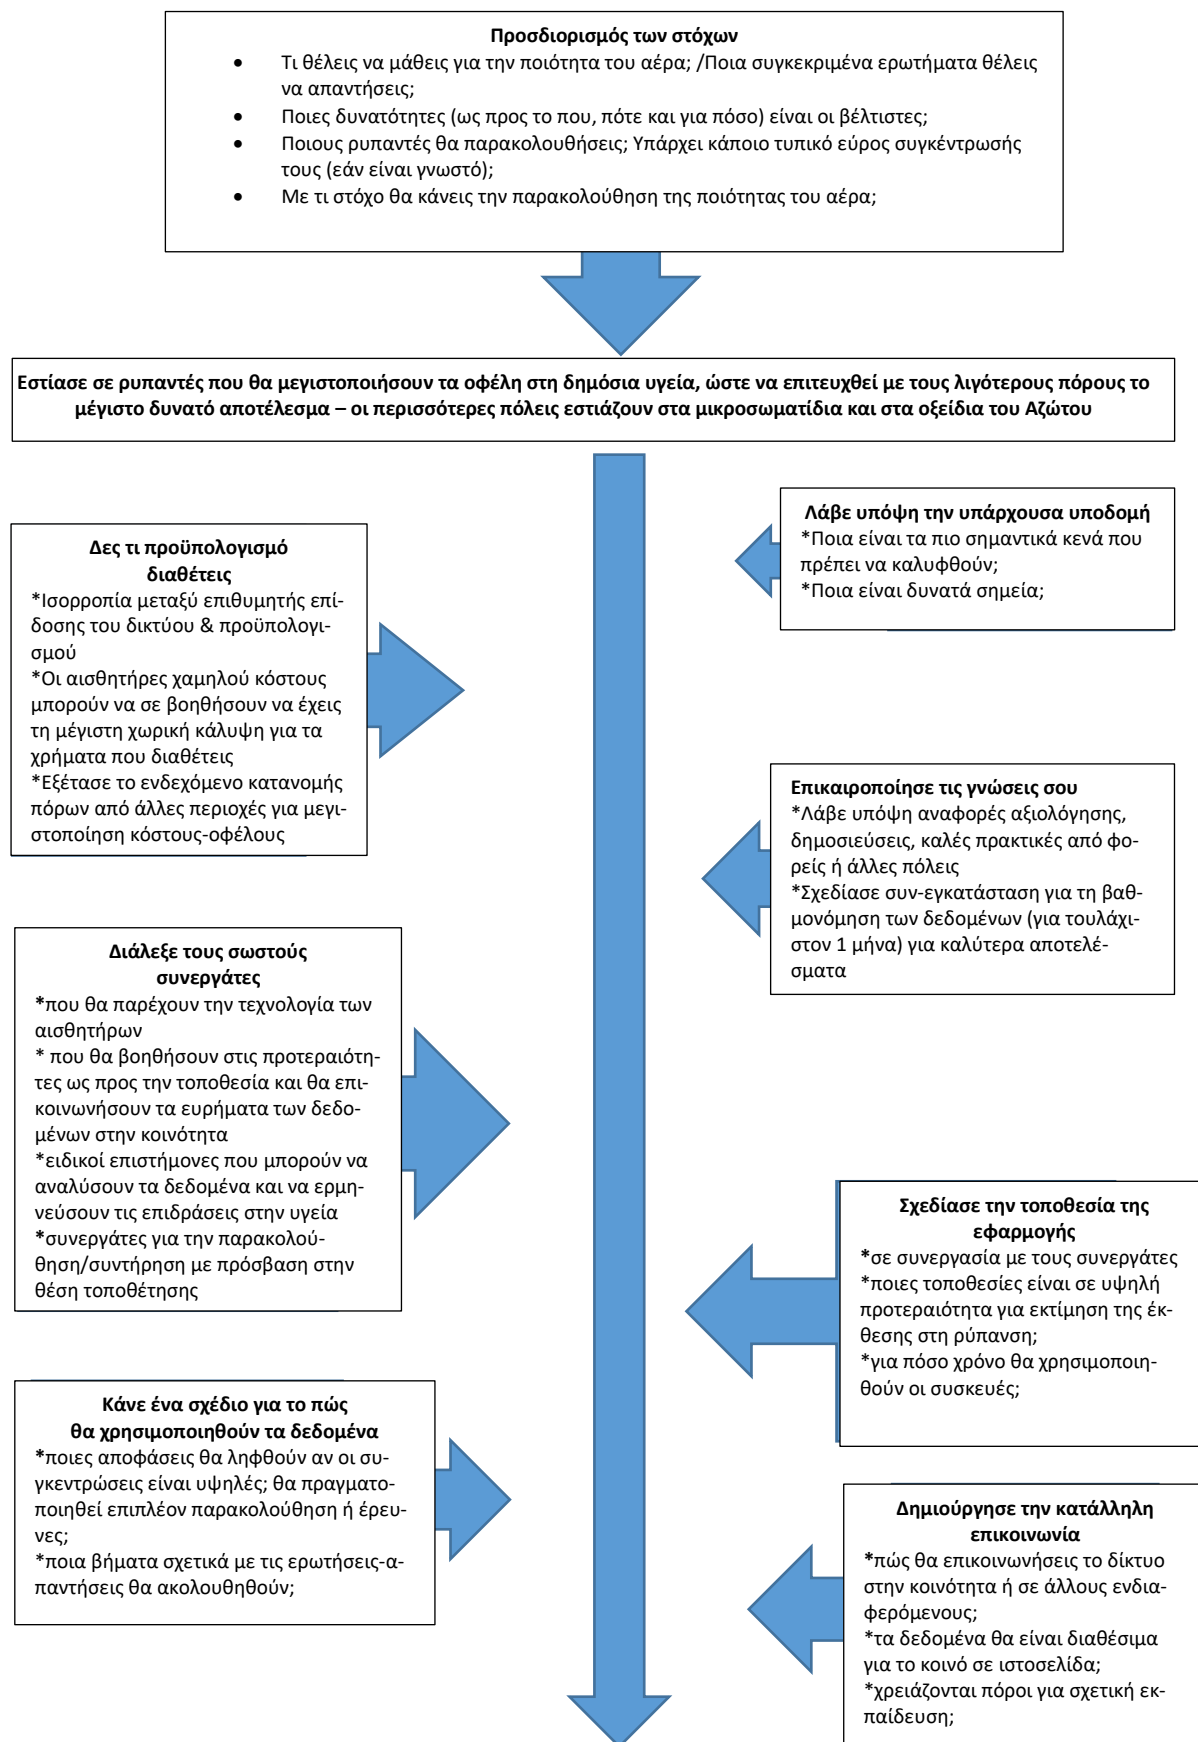 Προσδιορισμός των στόχων
• Τι θέλεις να μάθεις για την ποιότητα του αέρα; /Ποια συγκεκριμένα ερωτήματα θέλεις
να απαντήσεις;
• Ποιες δυνατότητες (ως προς το που, πότε και για πόσο) είναι οι βέλτιστες;
• Ποιους ρυπαντές θα παρακολουθήσεις; Υπάρχει κάποιο τυπικό εύρος συγκέντρωσής
τους (εάν είναι γνωστό);
• Με τι στόχο θα κάνεις την παρακολούθηση της ποιότητας του αέρα;
Εστίασε σε ρυπαντές που θα μεγιστοποιήσουν τα οφέλη στη δημόσια υγεία, ώστε να επιτευχθεί με τους λιγότερους πόρους το
μέγιστο δυνατό αποτέλεσμα – οι περισσότερες πόλεις εστιάζουν στα μικροσωματίδια και στα οξείδια του Αζώτου
Λάβε υπόψη την υπάρχουσα υποδομή
*Ποια είναι τα πιο σημαντικά κενά που
πρέπει να καλυφθούν;
*Ποια είναι δυνατά σημεία;
Δες τι προϋπολογισμό
διαθέτεις
*Ισορροπία μεταξύ επιθυμητής επί-
δοσης του δικτύου & προϋπολογι-
σμού
*Οι αισθητήρες χαμηλού κόστους
μπορούν να σε βοηθήσουν να έχεις
τη μέγιστη χωρική κάλυψη για τα
χρήματα που διαθέτεις
*Εξέτασε το ενδεχόμενο κατανομής
πόρων από άλλες περιοχές για μεγι-
στοποίηση κόστους-οφέλους
Επικαιροποίησε τις γνώσεις σου
*Λάβε υπόψη αναφορές αξιολόγησης,
δημοσιεύσεις, καλές πρακτικές από φο-
ρείς ή άλλες πόλεις
*Σχεδίασε συν-εγκατάσταση για τη βαθ-
μονόμηση των δεδομένων (για τουλάχι-
στον 1 μήνα) για καλύτερα αποτελέ-
σματα
Διάλεξε τους σωστούς
συνεργάτες
*που θα παρέχουν την τεχνολογία των
αισθητήρων
* που θα βοηθήσουν στις προτεραιότη-
τες ως προς την τοποθεσία και θα επι-
κοινωνήσουν τα ευρήματα των δεδο-
μένων στην κοινότητα
*ειδικοί επιστήμονες που μπορούν να
αναλύσουν τα δεδομένα και να ερμη-
νεύσουν τις επιδράσεις στην υγεία
*συνεργάτες για την παρακολού-
θηση/συντήρηση με πρόσβαση στην
θέση τοποθέτησης
Σχεδίασε την τοποθεσία της
εφαρμογής
*σε συνεργασία με τους συνεργάτες
*ποιες τοποθεσίες είναι σε υψηλή
προτεραιότητα για εκτίμηση της έκ-
θεσης στη ρύπανση;
*για πόσο χρόνο θα χρησιμοποιη-
θούν οι συσκευές;
Κάνε ένα σχέδιο για το πώς
θα χρησιμοποιηθούν τα δεδομένα
*ποιες αποφάσεις θα ληφθούν αν οι συ-
γκεντρώσεις είναι υψηλές; θα πραγματο-
ποιηθεί επιπλέον παρακολούθηση ή έρευ-
νες;
*ποια βήματα σχετικά με τις ερωτήσεις-α-
παντήσεις θα ακολουθηθούν;
Δημιούργησε την κατάλληλη
επικοινωνία
*πώς θα επικοινωνήσεις το δίκτυο
στην κοινότητα ή σε άλλους ενδια-
φερόμενους;
*τα δεδομένα θα είναι διαθέσιμα
για το κοινό σε ιστοσελίδα;
*χρειάζονται πόροι για σχετική εκ-
παίδευση;